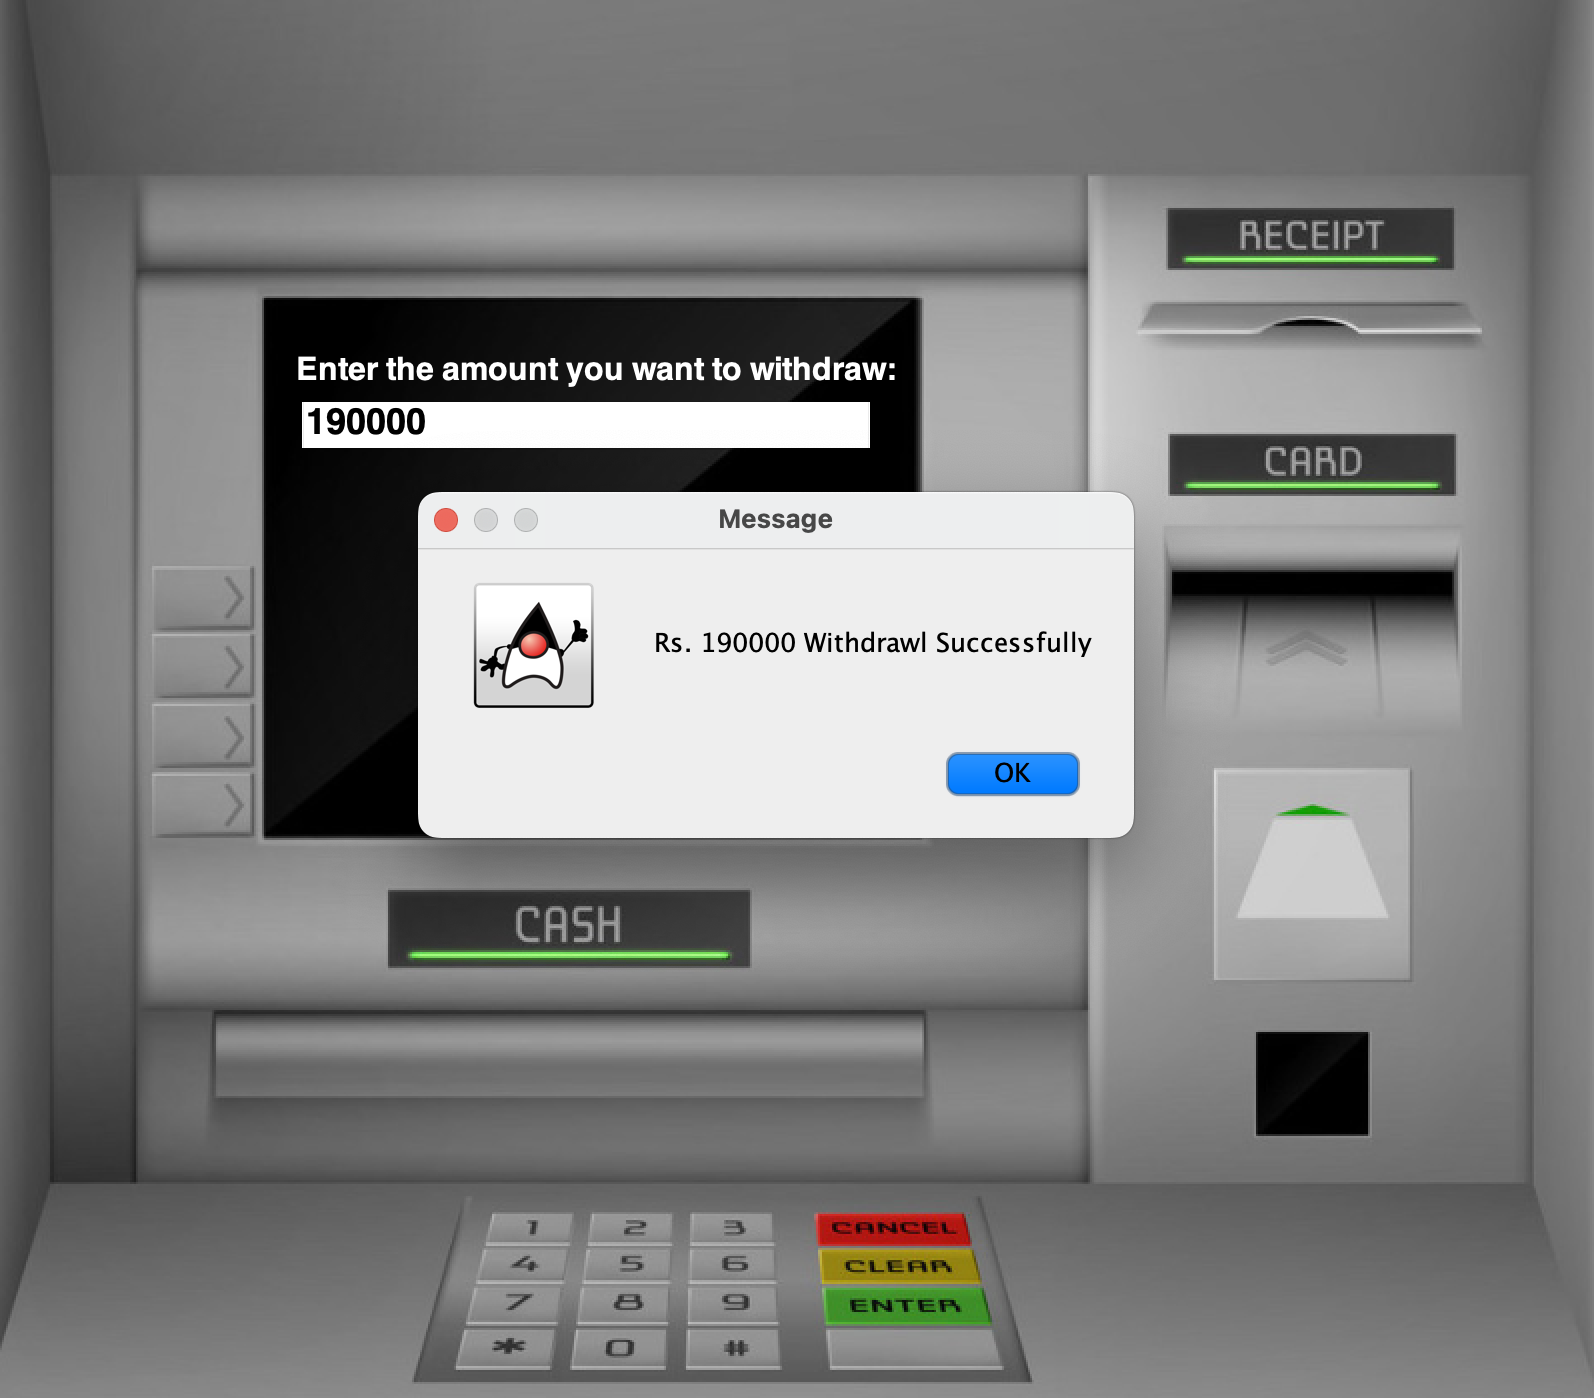 RECEIPT
Enter the amount you want to withdraw:
190000
CARD
Message
Rs. 190000 Withdrawl Successfully
OK
CASH
1 2 3 CANCEL
4 5 6 CLEAR
7 8 9 ENTER
* 0 #